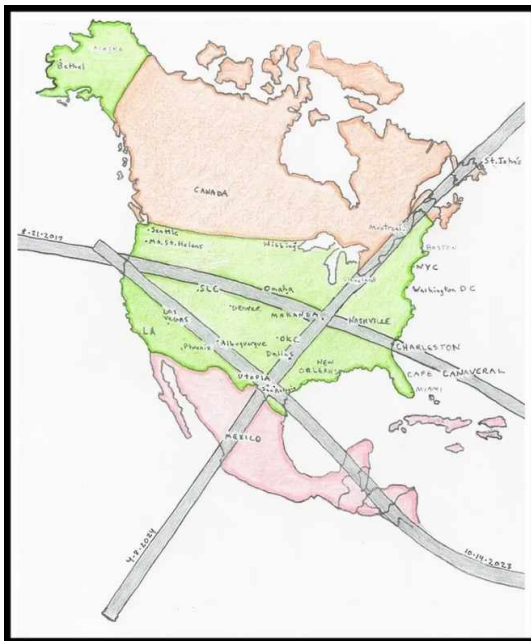 ALASKA
Bethel
CANADA
St. John's
Montreal
Seattle
Mt. St. Helens
Hibbing
BOSTON
8-21-2017
NYC
Cleveland
Washington DC
SLC
Omaha
LAS
VEGAS
Denver
MAKANDA
NASHVILLE
LA
OKC
Phoenix
Albuquerque
CHARLESTON
Dallas
NEW
ORLEANS
CAPE CANAVERAL
UTOPIA
MIAMI
MEXICO
4-8-2024
10-14-2023